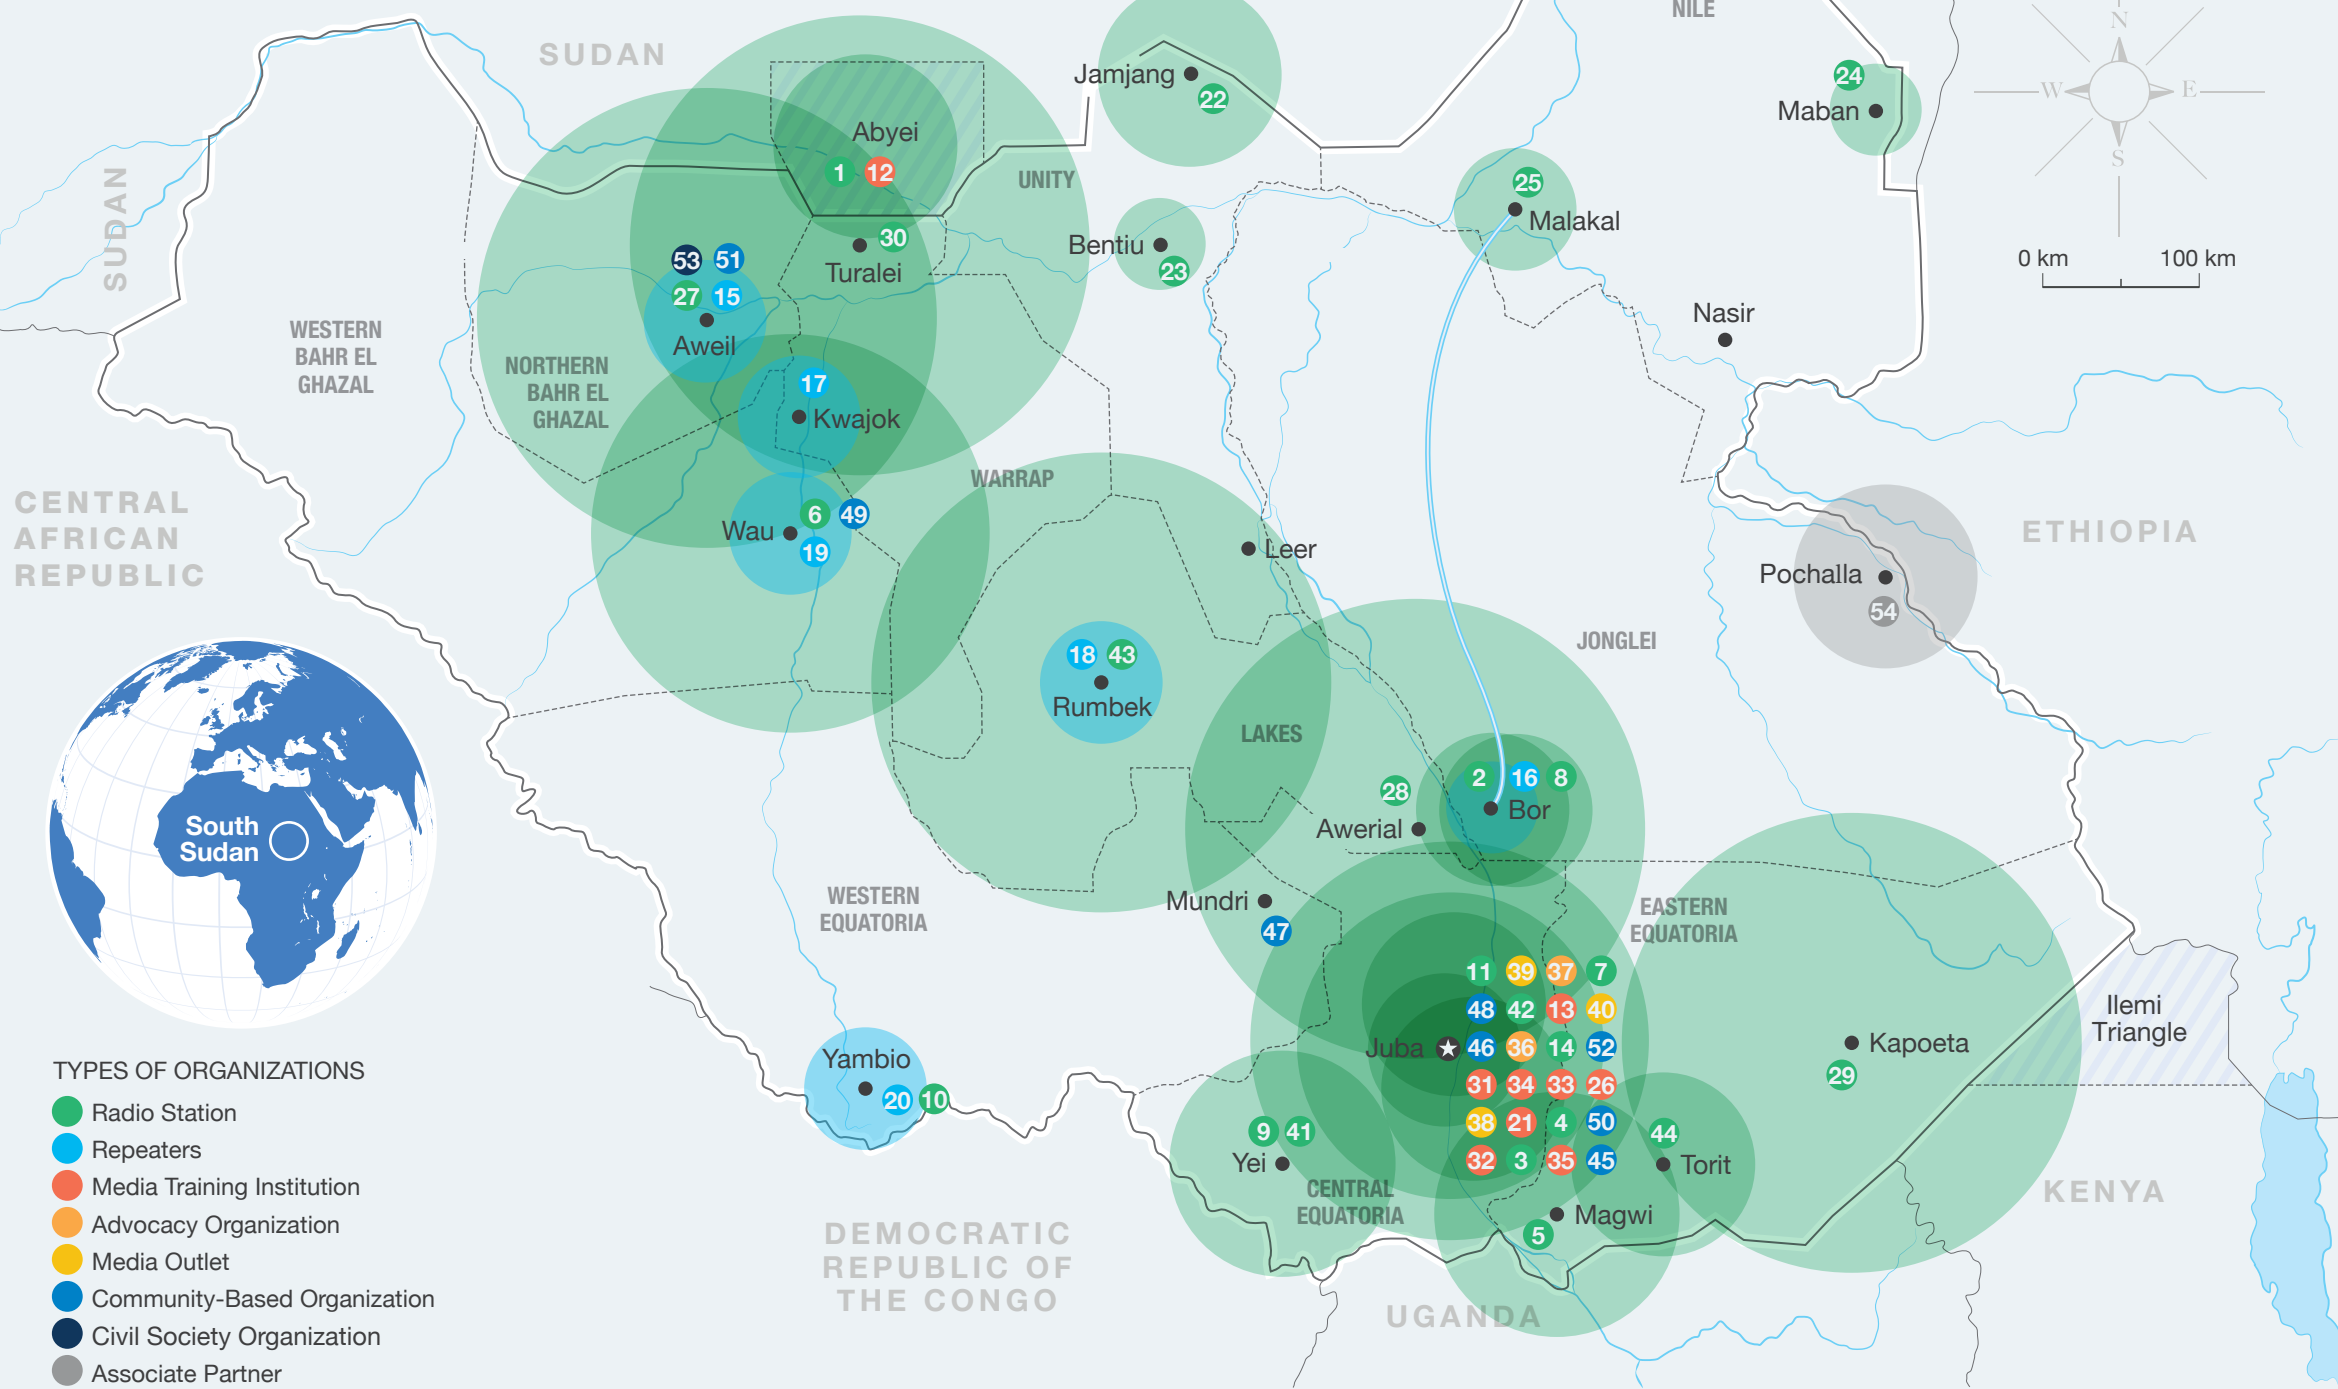 NILE
N
SUDAN
24
Jamjang
22
Maban
W
E
S
Abyei
1
12
SUDAN
UNITY
25
Malakal
30
Turalei
Bentiu
23
53
51
27
15
Aweil
0 km
100 km
Nasir
WESTERN
BAHR EL
GHAZAL
NORTHERN
BAHR EL
GHAZAL
17
Kwajok
WARRAP
CENTRAL
AFRICAN
REPUBLIC
Wau
6
49
19
Leer
ETHIOPIA
Pochalla
54
JONGLEI
18
43
Rumbek
LAKES
2
16
8
Bor
28
Awerial
South
Sudan
WESTERN
EQUATORIA
Mundri
47
EASTERN
EQUATORIA
11
39
37
7
48
42
13
40
Juba
46
36
14
52
31
34
33
26
38
21
4
50
32
3
35
45
Ilemi
Triangle
Kapoeta
29
Yambio
20
10
9
41
Yei
44
Torit
CENTRAL
EQUATORIA
Magwi
5
KENYA
DEMOCRATIC
REPUBLIC OF
THE CONGO
UGANDA
TYPES OF ORGANIZATIONS
Radio Station
Repeaters
Media Training Institution
Advocacy Organization
Media Outlet
Community-Based Organization
Civil Society Organization
Associate Partner